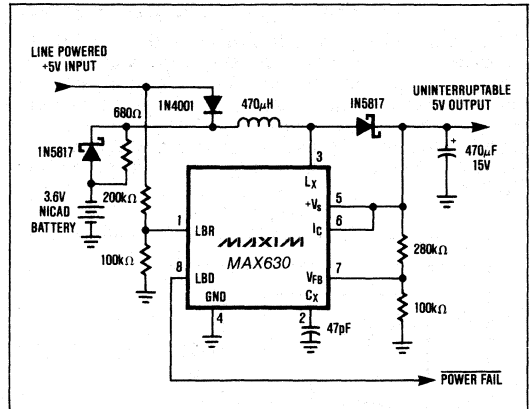 LINE POWERED
+5V INPUT
1N4001
470μH
1N5817
UNINTERRUPTABLE
5V OUTPUT
680Ω
1N5817
3.6V
NICAD
BATTERY
200kΩ
100kΩ
3
LX
+VS
5
IC
6
470μF
15V
+
1
LBR
MAXIM
MAX630
280kΩ
8
LBD
VFB
7
GND
CX
4
2
47pF
100kΩ
POWER FAIL